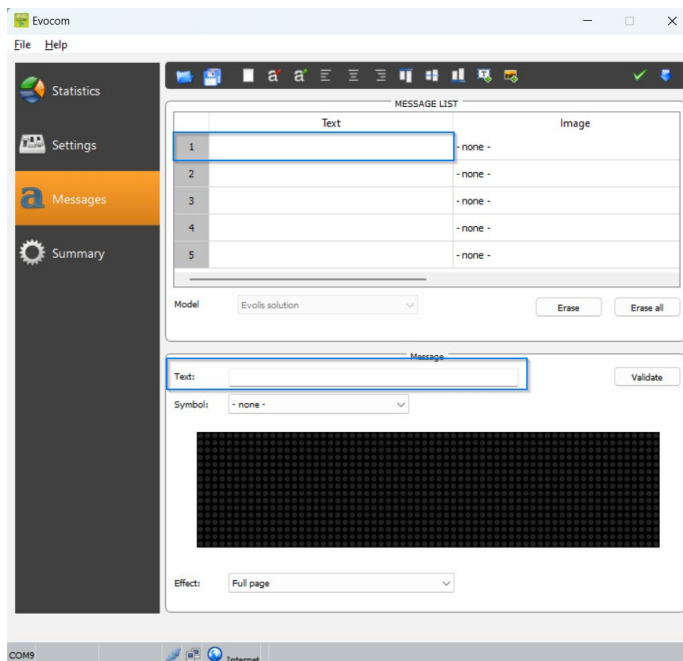 Evocom
File Help
Statistics
Settings
Messages
Summary
MESSAGE LIST
Text Image
1 - none -
2 - none -
3 - none -
4 - none -
5 - none -
Model Evolis solution Erase Erase all
Message
Text: Validate
Symbol: - none -
Effect: Full page
COM9 Internet